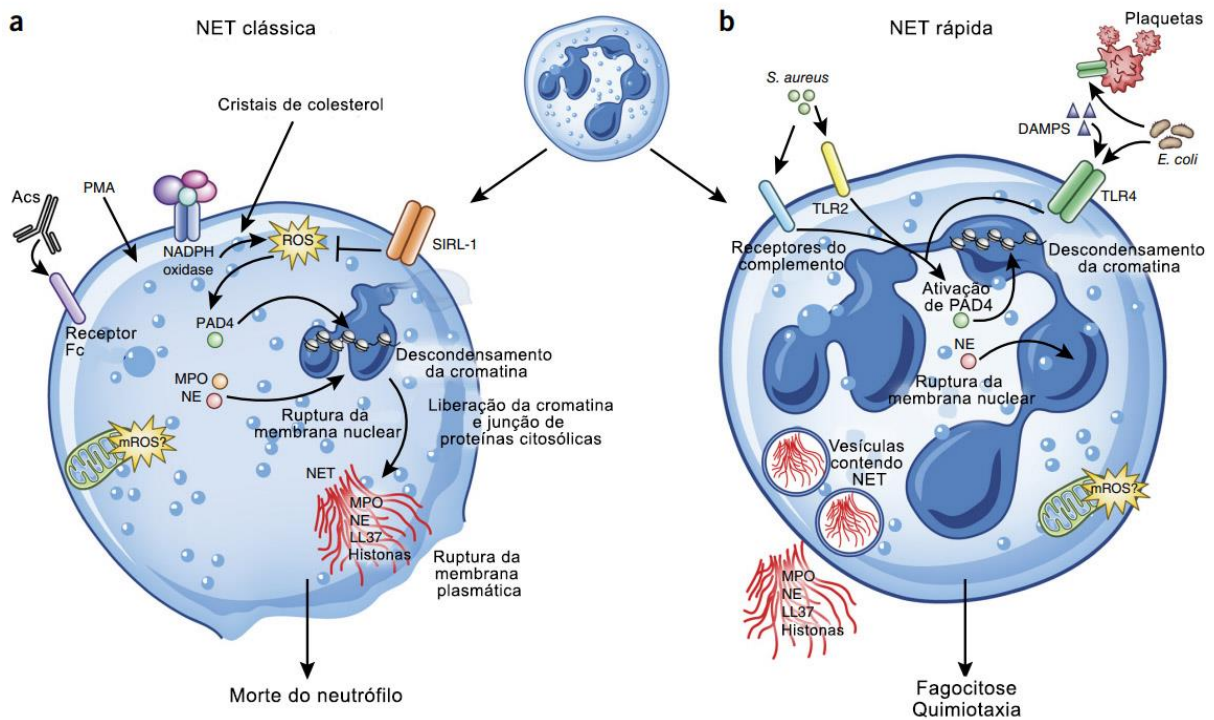 a
NET clássica
Cristais de colesterol
Acs
PMA
NADPH
oxidase
ROS
SIRL-1
Receptor
Fc
PAD4
MPO
NE
Descondensamento
da cromatina
Ruptura da
membrana nuclear
Liberação da cromatina
e junção de
proteínas citosólicas
mROS?
NET
MPO
NE
LL37
Histonas
Ruptura da
membrana
plasmática
Morte do neutrófilo
b
NET rápida
Plaquetas
S. aureus
DAMPS
E. coli
TLR2
TLR4
Receptores do
complemento
Descondensamento
da cromatina
Ativação
de PAD4
NE
Ruptura da
membrana nuclear
Vesículas
contendo
NET
mROS?
MPO
NE
LL37
Histonas
Fagocitose
Quimiotaxia